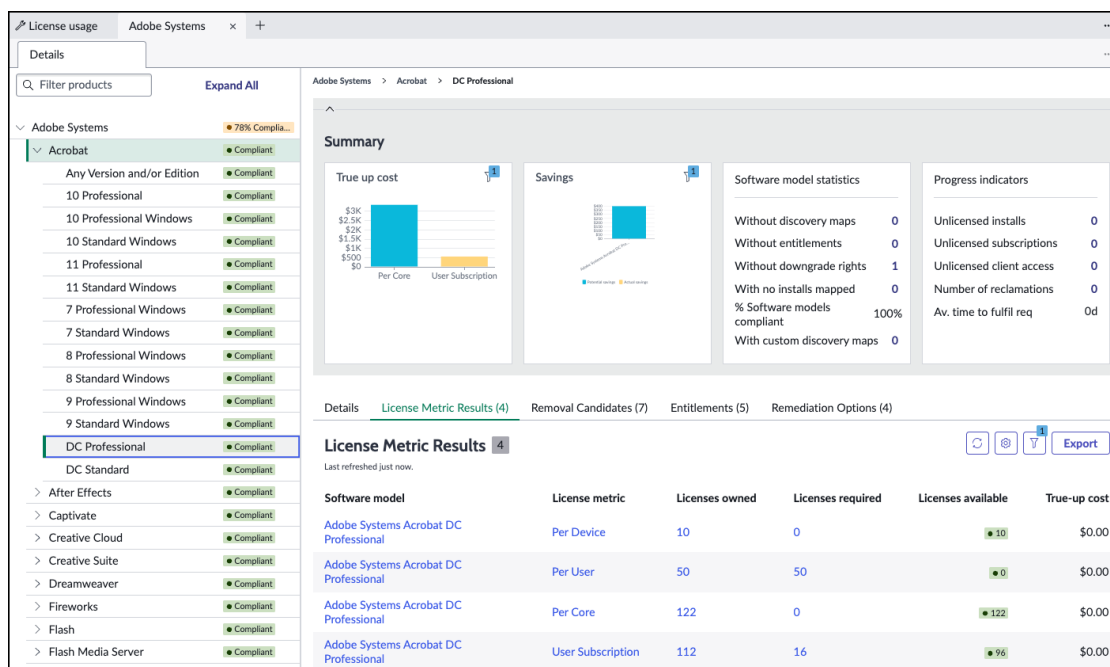 License usage
Adobe Systems
Details
Filter products
Expand All
Adobe Systems
78% Complia...
Acrobat
Compliant
Any Version and/or Edition
Compliant
10 Professional
Compliant
10 Professional Windows
Compliant
10 Standard Windows
Compliant
11 Professional
Compliant
11 Standard Windows
Compliant
7 Professional Windows
Compliant
7 Standard Windows
Compliant
8 Professional Windows
Compliant
8 Standard Windows
Compliant
9 Professional Windows
Compliant
9 Standard Windows
Compliant
DC Professional
Compliant
DC Standard
Compliant
After Effects
Compliant
Captivate
Compliant
Creative Cloud
Compliant
Creative Suite
Compliant
Dreamweaver
Compliant
Fireworks
Compliant
Flash
Compliant
Flash Media Server
Compliant
Adobe Systems > Acrobat > DC Professional
Summary
True up cost
1
$3K
$2.5K
$2K
$1.5K
$1K
$500
$0
Per Core
User Subscription
Savings
1
Adobe Systems Acrobat DC Pro...
Potential savings
Actual savings
Software model statistics
Without discovery maps 0
Without entitlements 0
Without downgrade rights 1
With no installs mapped 0
% Software models
compliant
100%
With custom discovery maps 0
Progress indicators
Unlicensed installs 0
Unlicensed subscriptions 0
Unlicensed client access 0
Number of reclamations 0
Av. time to fulfil req 0d
Details
License Metric Results (4)
Removal Candidates (7)
Entitlements (5)
Remediation Options (4)
License Metric Results 4
1
Export
Last refreshed just now.
Software model License metric Licenses owned Licenses required Licenses available True-up cost
Adobe Systems Acrobat DC
Professional
Per Device 10 0 10 $0.00
Adobe Systems Acrobat DC
Professional
Per User 50 50 0 $0.00
Adobe Systems Acrobat DC
Professional
Per Core 122 0 122 $0.00
Adobe Systems Acrobat DC
Professional
User Subscription 112 16 96 $0.00